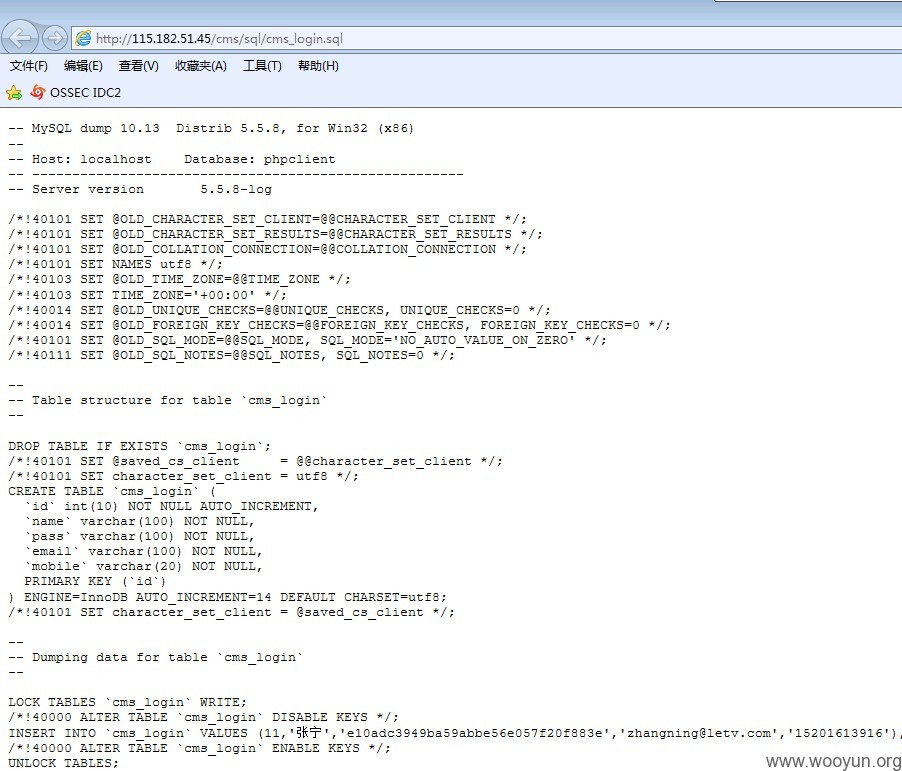 http://115.182.51.45/cms/sql/cms_login.sql
文件(F) 编辑(E) 查看(V) 收藏夹(A) 工具(T) 帮助(H)
OSSEC IDC2
-- MySQL dump 10.13  Distrib 5.5.8, for Win32 (x86)
--
-- Host: localhost    Database: phpclient
-- ------------------------------------------------------
-- Server version       5.5.8-log
/*!40101 SET @OLD_CHARACTER_SET_CLIENT=@@CHARACTER_SET_CLIENT */;
/*!40101 SET @OLD_CHARACTER_SET_RESULTS=@@CHARACTER_SET_RESULTS */;
/*!40101 SET @OLD_COLLATION_CONNECTION=@@COLLATION_CONNECTION */;
/*!40101 SET NAMES utf8 */;
/*!40103 SET @OLD_TIME_ZONE=@@TIME_ZONE */;
/*!40103 SET TIME_ZONE='+00:00' */;
/*!40014 SET @OLD_UNIQUE_CHECKS=@@UNIQUE_CHECKS, UNIQUE_CHECKS=0 */;
/*!40014 SET @OLD_FOREIGN_KEY_CHECKS=@@FOREIGN_KEY_CHECKS, FOREIGN_KEY_CHECKS=0 */;
/*!40101 SET @OLD_SQL_MODE=@@SQL_MODE, SQL_MODE='NO_AUTO_VALUE_ON_ZERO' */;
/*!40111 SET @OLD_SQL_NOTES=@@SQL_NOTES, SQL_NOTES=0 */;
--
-- Table structure for table `cms_login`
--
DROP TABLE IF EXISTS `cms_login`;
/*!40101 SET @saved_cs_client     = @@character_set_client */;
/*!40101 SET character_set_client = utf8 */;
CREATE TABLE `cms_login` (
  `id` int(10) NOT NULL AUTO_INCREMENT,
  `name` varchar(100) NOT NULL,
  `pass` varchar(100) NOT NULL,
  `email` varchar(100) NOT NULL,
  `mobile` varchar(20) NOT NULL,
  PRIMARY KEY (`id`)
) ENGINE=InnoDB AUTO_INCREMENT=14 DEFAULT CHARSET=utf8;
/*!40101 SET character_set_client = @saved_cs_client */;
--
-- Dumping data for table `cms_login`
--
LOCK TABLES `cms_login` WRITE;
/*!40000 ALTER TABLE `cms_login` DISABLE KEYS */;
INSERT INTO `cms_login` VALUES (11,'张宁','e10adc3949ba59abbe56e057f20f883e','zhangning@letv.com','15201613916'),
/*!40000 ALTER TABLE `cms_login` ENABLE KEYS */;
UNLOCK TABLES;
www.wooyun.org